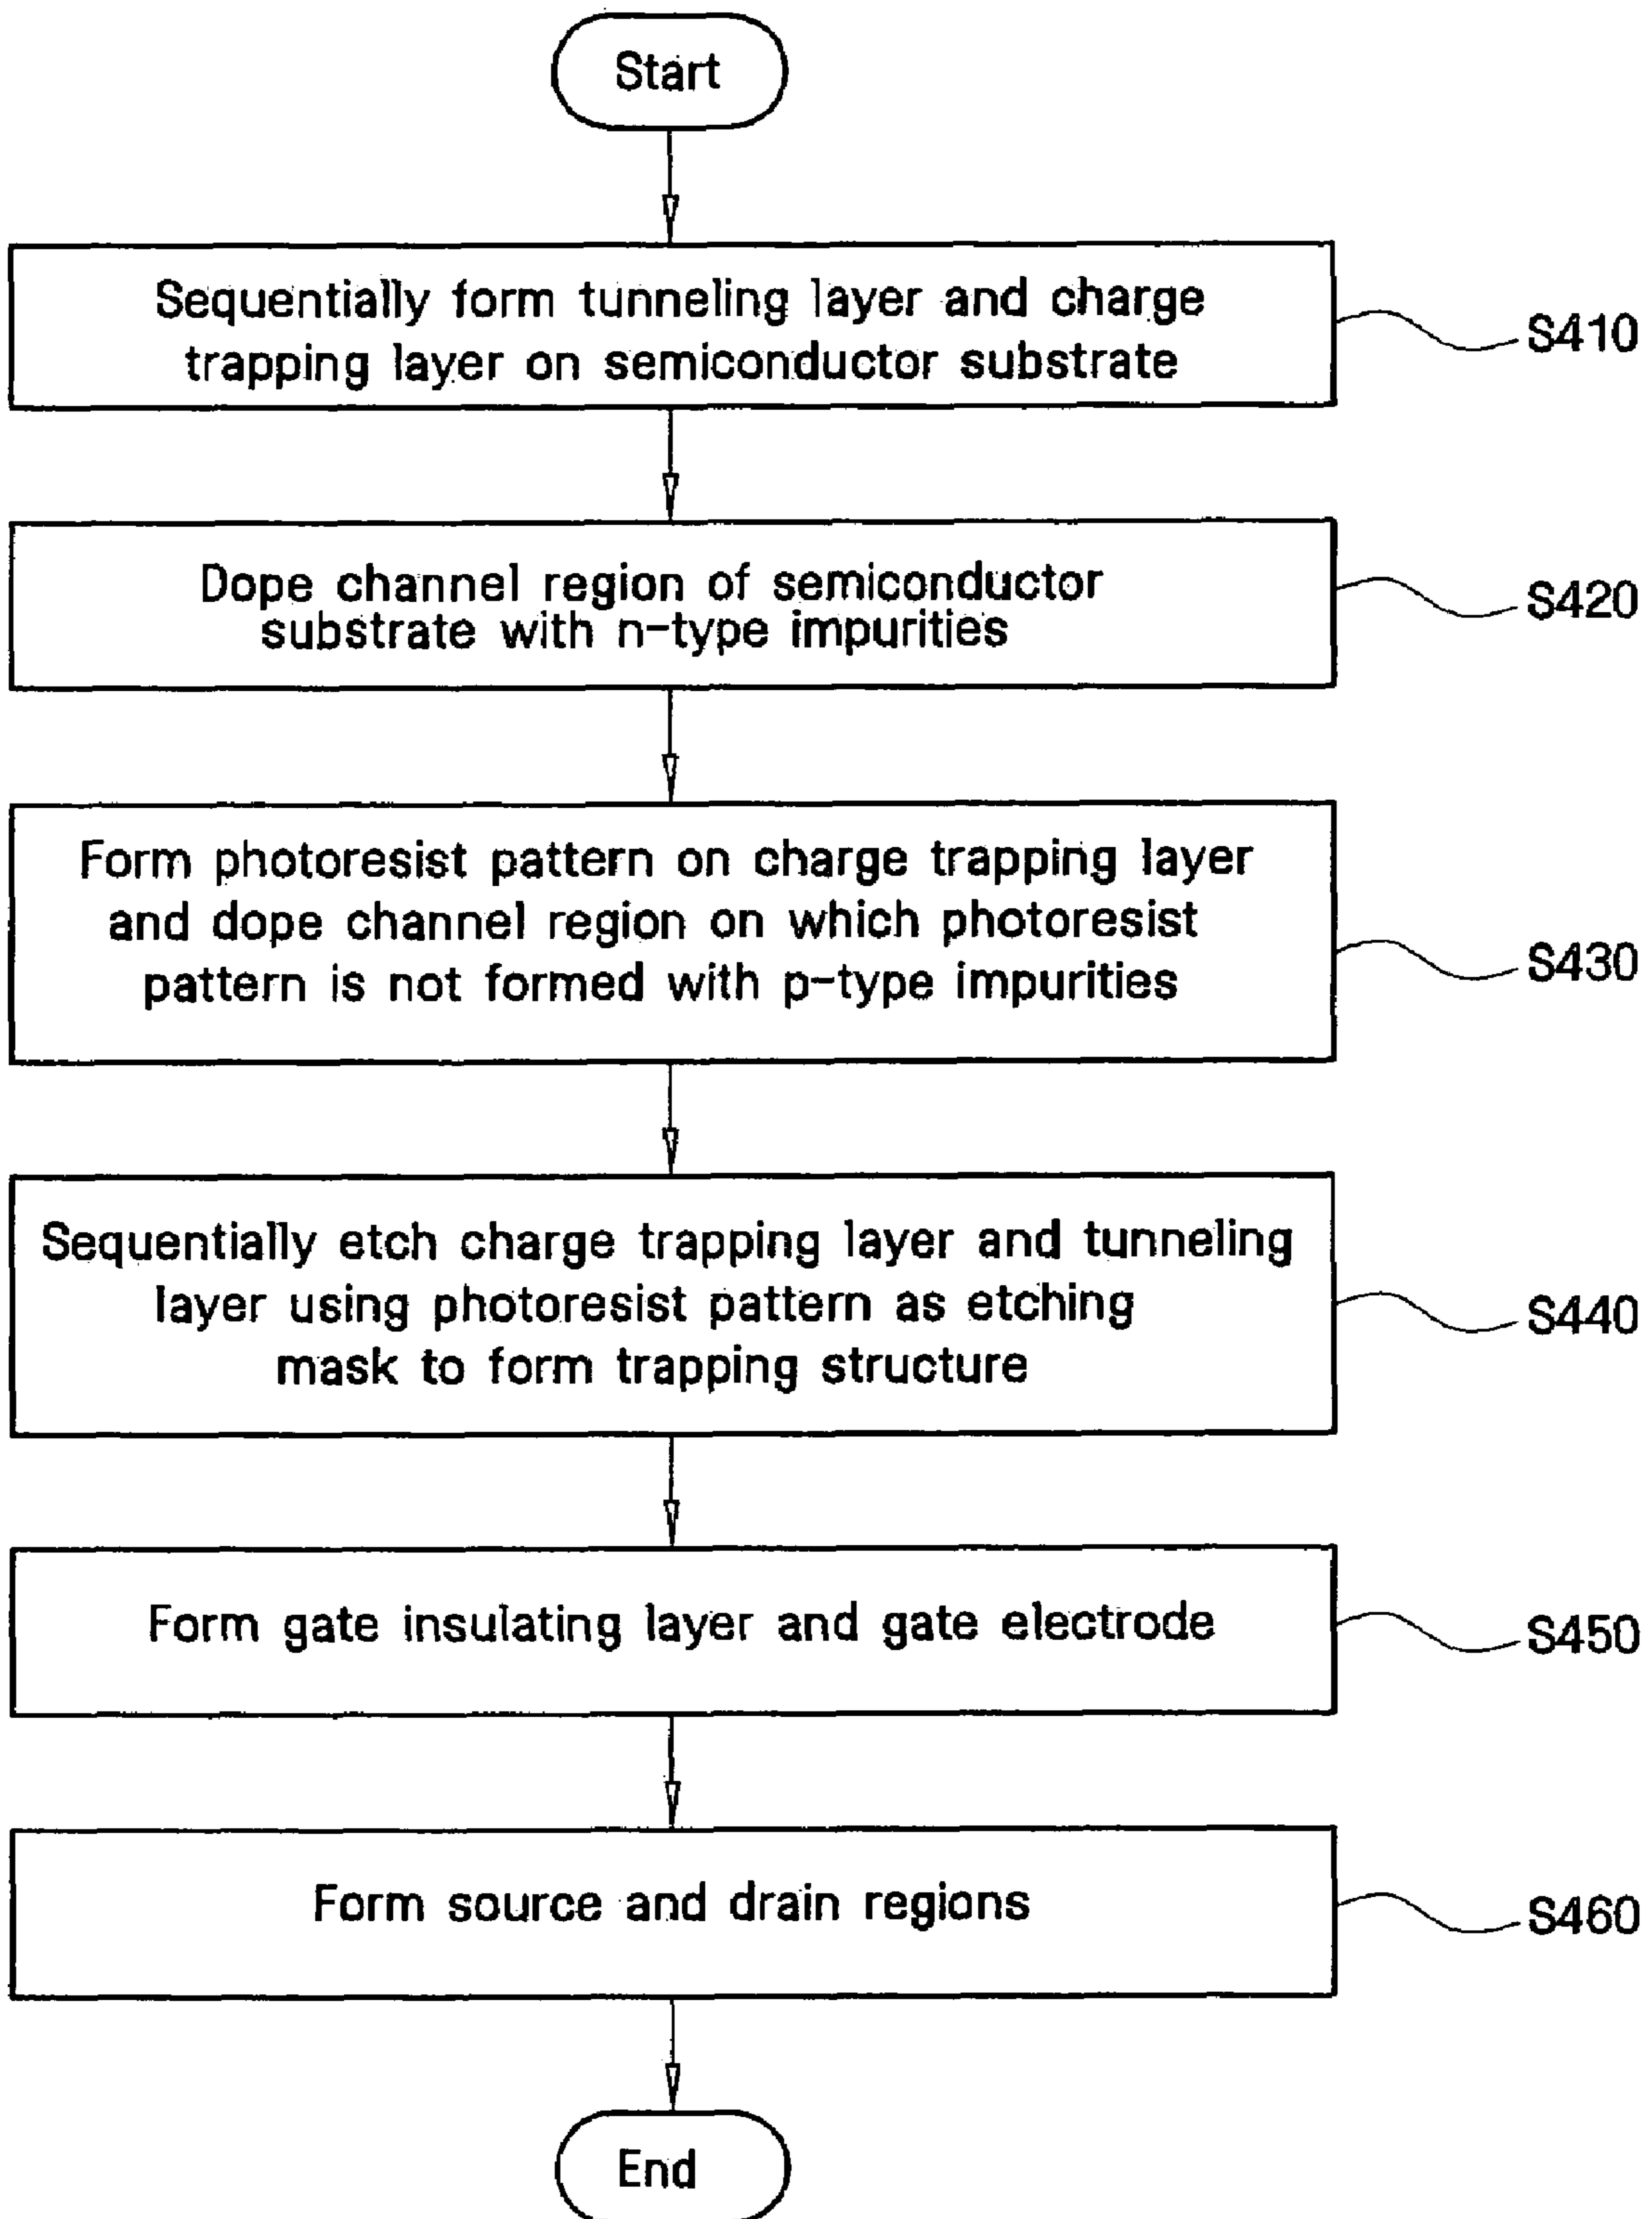 Start
Sequentially form tunneling layer and charge
trapping layer on semiconductor substrate
S410
Dope channel region of semiconductor
substrate with n-type impurities
S420
Form photoresist pattern on charge trapping layer
and dope channel region on which photoresist
pattern is not formed with p-type impurities
S430
Sequentially etch charge trapping layer and tunneling
layer using photoresist pattern as etching
mask to form trapping structure
S440
Form gate insulating layer and gate electrode
S450
Form source and drain regions
S460
End